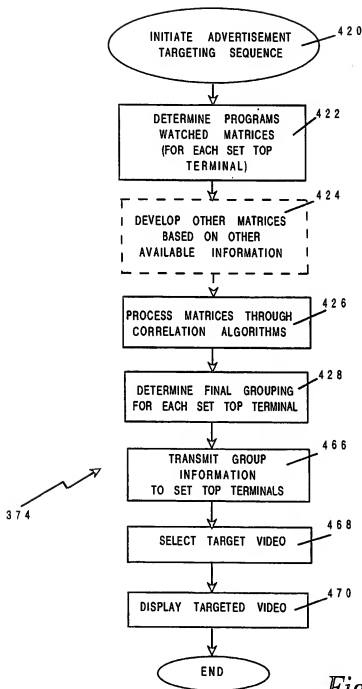 INITIATE ADVERTISEMENT
TARGETING SEQUENCE
420
DETERMINE PROGRAMS
WATCHED MATRICES
(FOR EACH SET TOP
TERMINAL)
422
424
DEVELOP OTHER MATRICES
BASED ON OTHER
AVAILABLE INFORMATION
426
PROCESS MATRICES THROUGH
CORRELATION ALGORITHMS
428
DETERMINE FINAL GROUPING
FOR EACH SET TOP TERMINAL
466
TRANSMIT GROUP
INFORMATION
TO SET TOP TERMINALS
374
468
SELECT TARGET VIDEO
470
DISPLAY TARGETED VIDEO
END